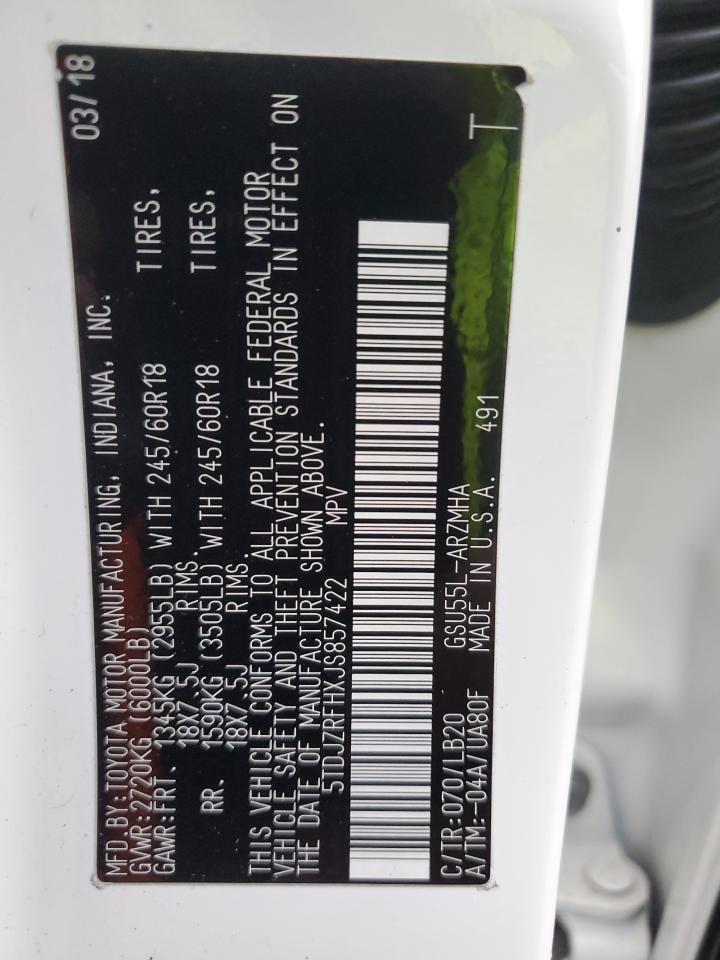 MFD BY:TOYOTA MOTOR MANUFACTURING, INDIANA, INC. 03/18
GVWR:2720KG (6000LB)
GAWR:FRT. 1345KG (2955LB) WITH 245/60R18 TIRES,
18X7.5J RIMS.
RR. 1590KG (3505LB) WITH 245/60R18 TIRES,
18X7.5J RIMS.
THIS VEHICLE CONFORMS TO ALL APPLICABLE FEDERAL MOTOR
VEHICLE SAFETY AND THEFT PREVENTION STANDARDS IN EFFECT ON
THE DATE OF MANUFACTURE SHOWN ABOVE.
5TDJZRFHXJS857422 MPV
C/TR:070/LB20 GSU55L-ARZMHA
A/TM:-04A/UA80F MADE IN U.S.A. 491 T